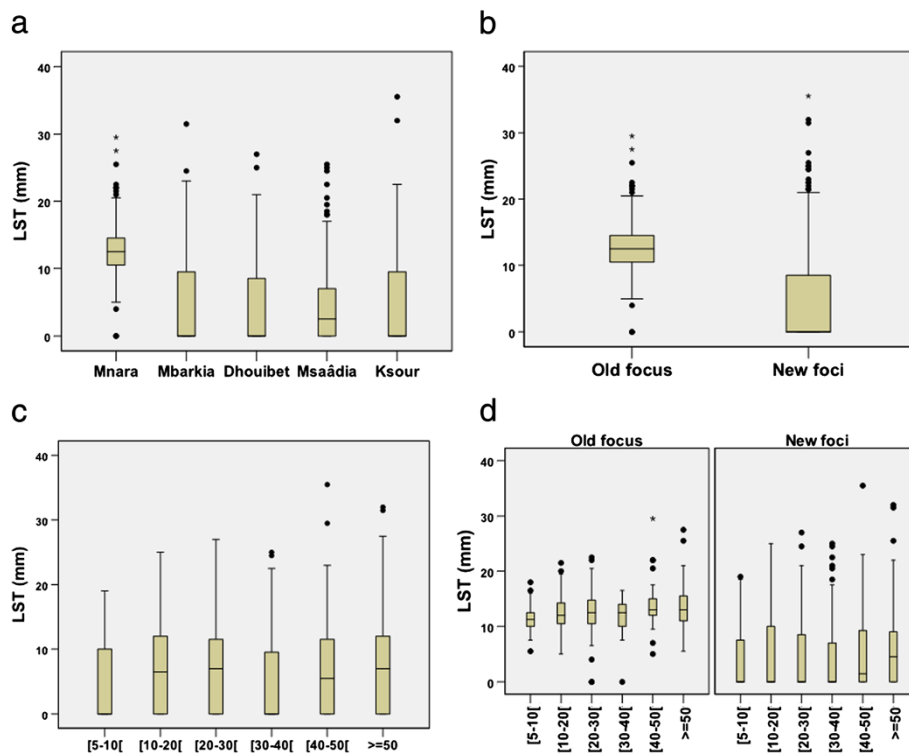 a
LST (mm)
40
30
20
10
0
Mnara Mbarkia Dhouibet Msaâdia Ksour
b
LST (mm)
40
30
20
10
0
Old focus New foci
c
LST (mm)
40
30
20
10
0
[5-10[ [10-20[ [20-30[ [30-40[ [40-50[ >=50
d
Old focus New foci
LST (mm)
40
30
20
10
0
[5-10[ [10-20[ [20-30[ [30-40[ [40-50[ >=50 [5-10[ [10-20[ [20-30[ [30-40[ [40-50[ >=50